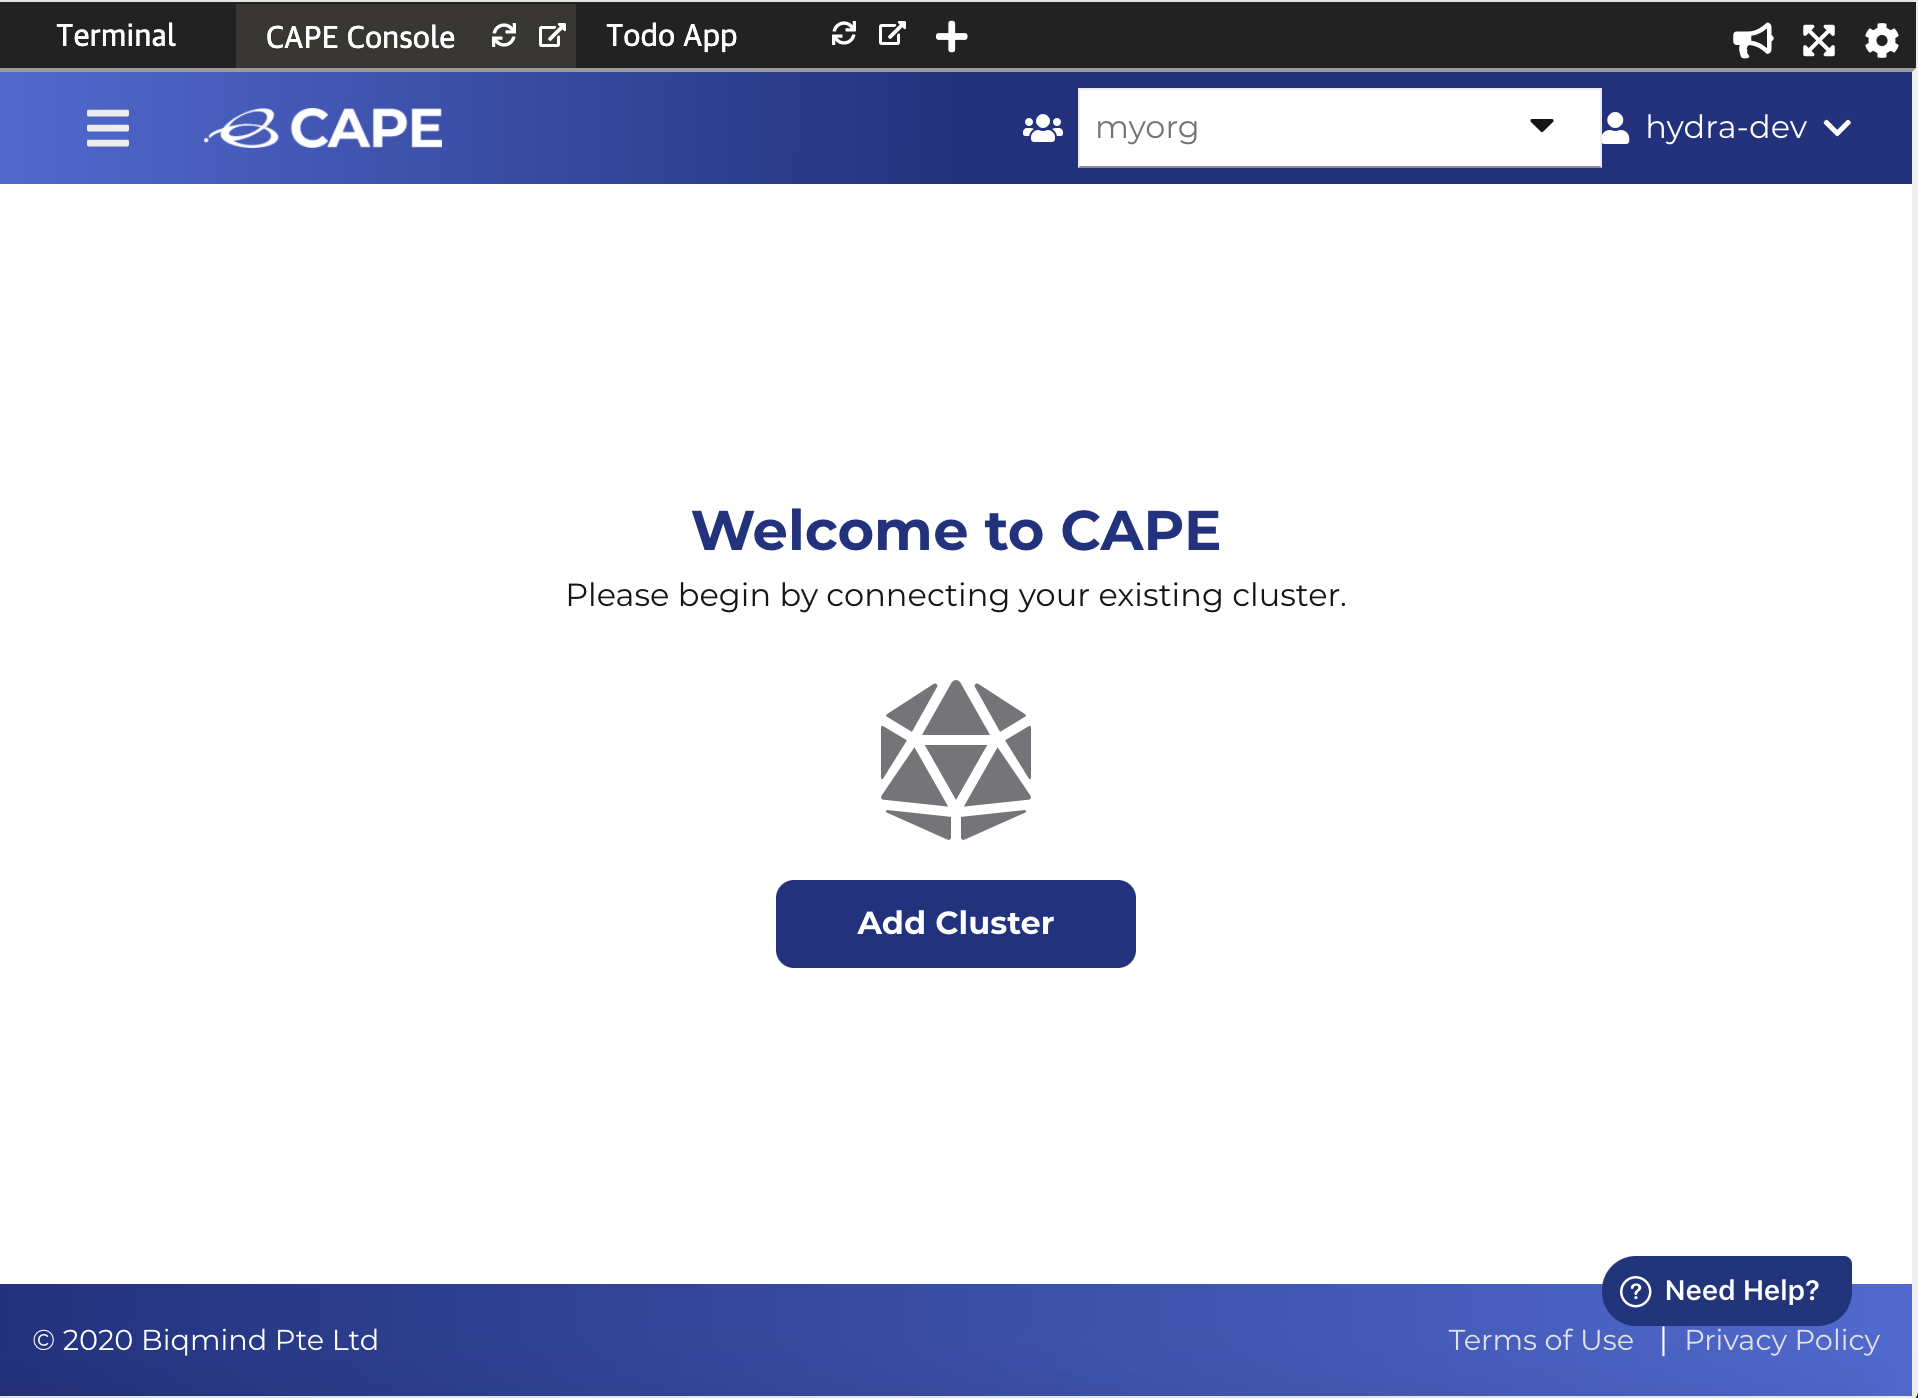 Terminal CAPE Console Todo App
CAPE myorg hydra-dev
Welcome to CAPE
Please begin by connecting your existing cluster.
Add Cluster
? Need Help?
© 2020 Biqmind Pte Ltd Terms of Use | Privacy Policy